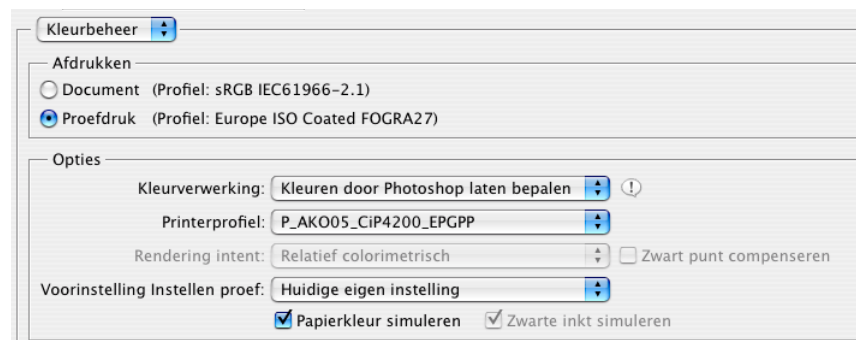 Kleurbeheer
Afdrukken
Document (Profiel: sRGB IEC61966-2.1)
Proefdruk (Profiel: Europe ISO Coated FOGRA27)
Opties
Kleurverwerking: Kleuren door Photoshop laten bepalen
Printerprofiel: P_AKO05_CiP4200_EPGPP
Rendering intent: Relatief colorimetrisch Zwart punt compenseren
Voorinstelling Instellen proef: Huidige eigen instelling
Papierkleur simuleren Zwarte inkt simuleren